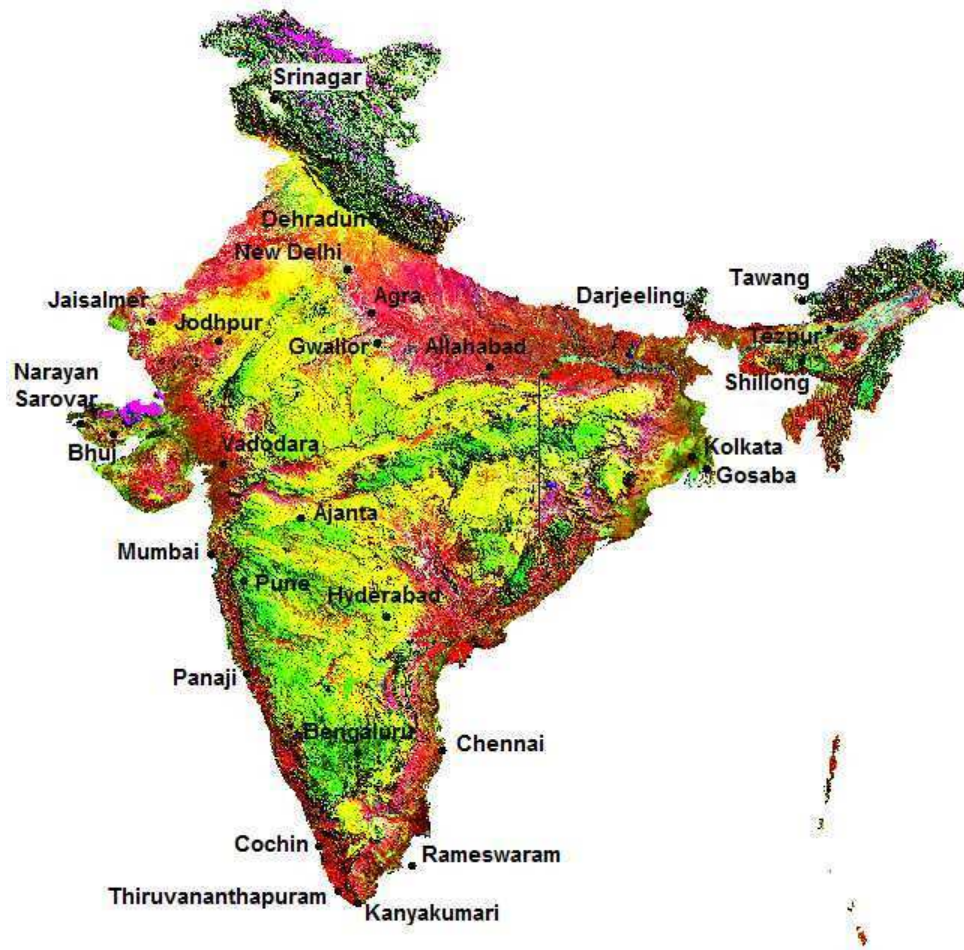 Srinagar
Dehradun
New Delhi
Tawang
Jaisalmer
Agra
Darjeeling
Jodhpur
Tezpur
Gwalior
Allahabad
Narayan
Sarovar
Shillong
Bhuj
Vadodara
Kolkata
Gosaba
Ajanta
Mumbai
Pune
Hyderabad
Panaji
Bengaluru
Chennai
Cochin
Rameswaram
Thiruvananthapuram
Kanyakumari